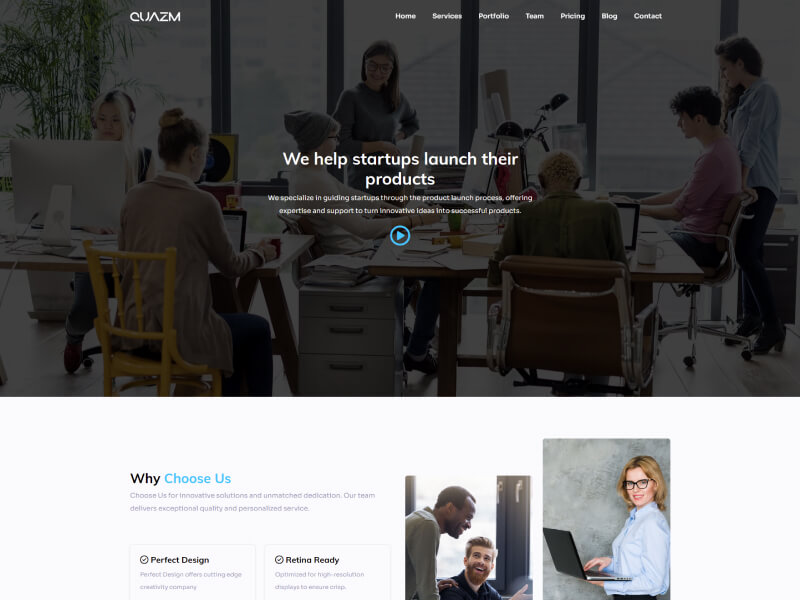 QUAZM
Home Services Portfolio Team Pricing Blog Contact
We help startups launch their
products
We specialize in guiding startups through the product launch process, offering
expertise and support to turn innovative ideas into successful products.
Why Choose Us
Choose Us for innovative solutions and unmatched dedication. Our team
delivers exceptional quality and personalized service.
Perfect Design
Perfect Design offers cutting edge
creativity company
Retina Ready
Optimized for high-resolution
displays to ensure crisp.